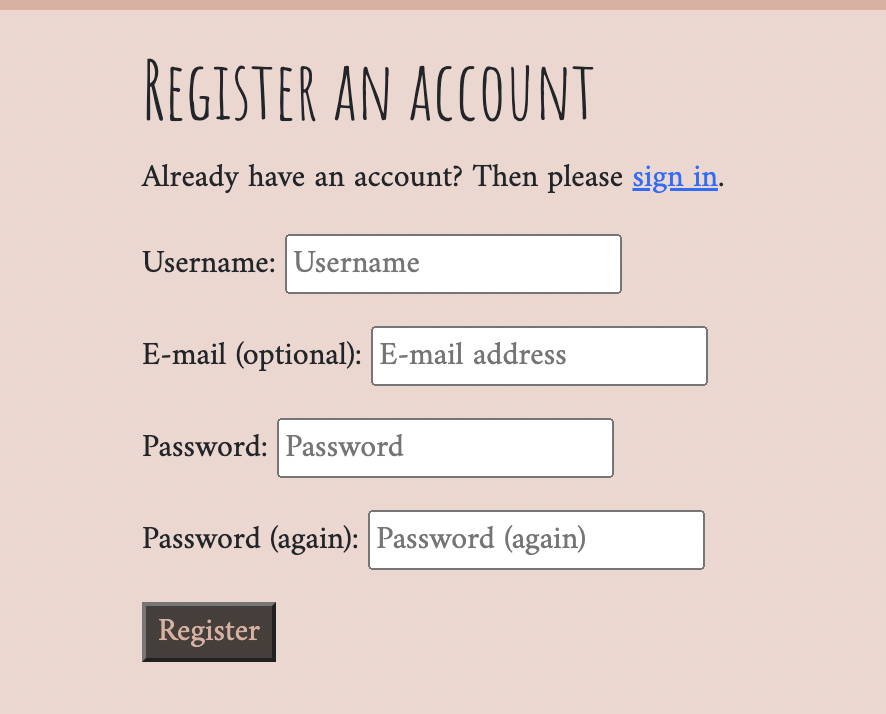 Register an account
Already have an account? Then please sign in.
Username: Username
E-mail (optional): E-mail address
Password: Password
Password (again): Password (again)
Register